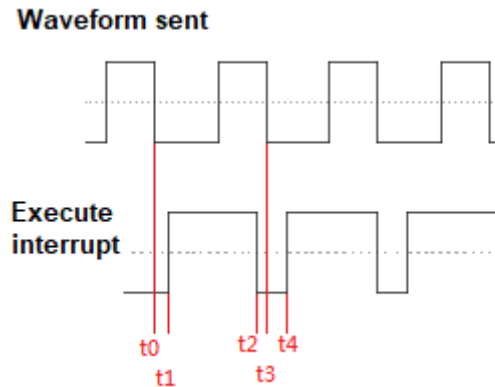 Waveform sent
Execute
interrupt
t0
t2
t4
t1
t3